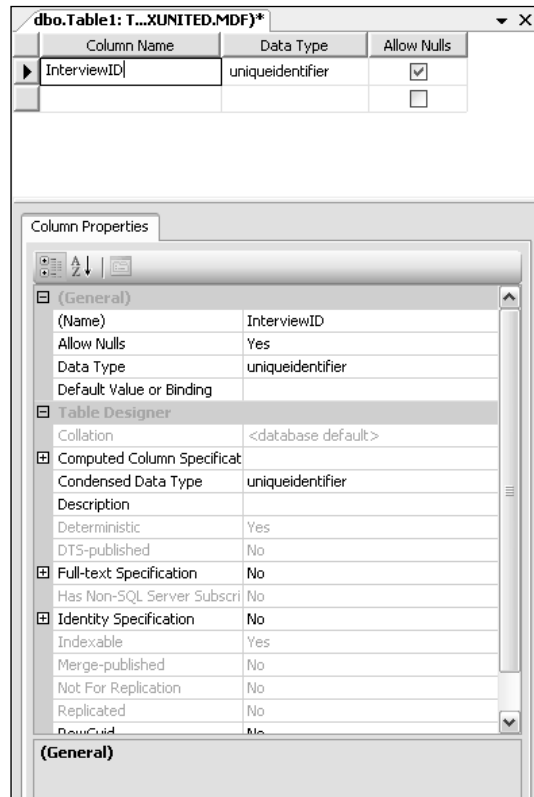 dbo.Table1: T...XUNITED.MDF)*
Column Name Data Type Allow Nulls
InterviewID uniqueidentifier
Column Properties
(General)
(Name) InterviewID
Allow Nulls Yes
Data Type uniqueidentifier
Default Value or Binding
Table Designer
Collation <database default>
Computed Column Specificat
Condensed Data Type uniqueidentifier
Description
Deterministic Yes
DTS-published No
Full-text Specification No
Has Non-SQL Server Subscri No
Identity Specification No
Indexable Yes
Merge-published No
Not For Replication No
Replicated No
RowGuid No
(General)